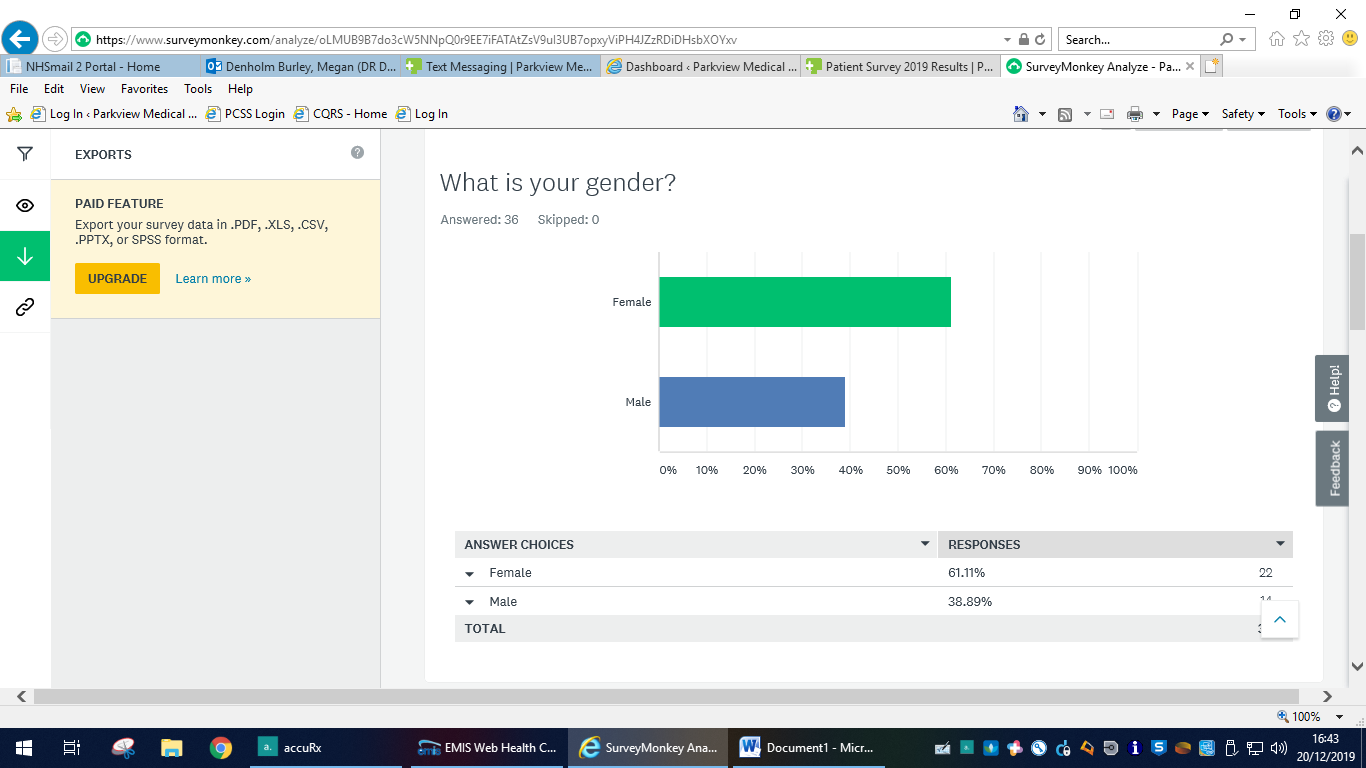 https://www.surveymonkey.com/analyze/oLMUB9B7do3cW5NNpQ0r9EE7iFATAtZsV9ul3UB7opxyViPH4JZzRDiDHsbXOYxv
Search...
NHSmail 2 Portal - Home
Denholm Burley, Megan (DR D...
Text Messaging | Parkview Me...
Dashboard ‹ Parkview Medical ...
Patient Survey 2019 Results | P...
SurveyMonkey Analyze - Pa...
File Edit View Favorites Tools Help
Log In ‹ Parkview Medical ... PCSS Login CQRS - Home Log In
Page Safety Tools
EXPORTS
PAID FEATURE
Export your survey data in .PDF, .XLS, .CSV,
.PPTX, or SPSS format.
UPGRADE Learn more »
What is your gender?
Answered: 36 Skipped: 0
Female
Male
0% 10% 20% 30% 40% 50% 60% 70% 80% 90% 100%
ANSWER CHOICES RESPONSES
Female 61.11% 22
Male 38.89%
TOTAL
Help!
Feedback
100%
accuRx
EMIS Web Health C...
SurveyMonkey Ana...
Document1 - Micr...
16:43
20/12/2019